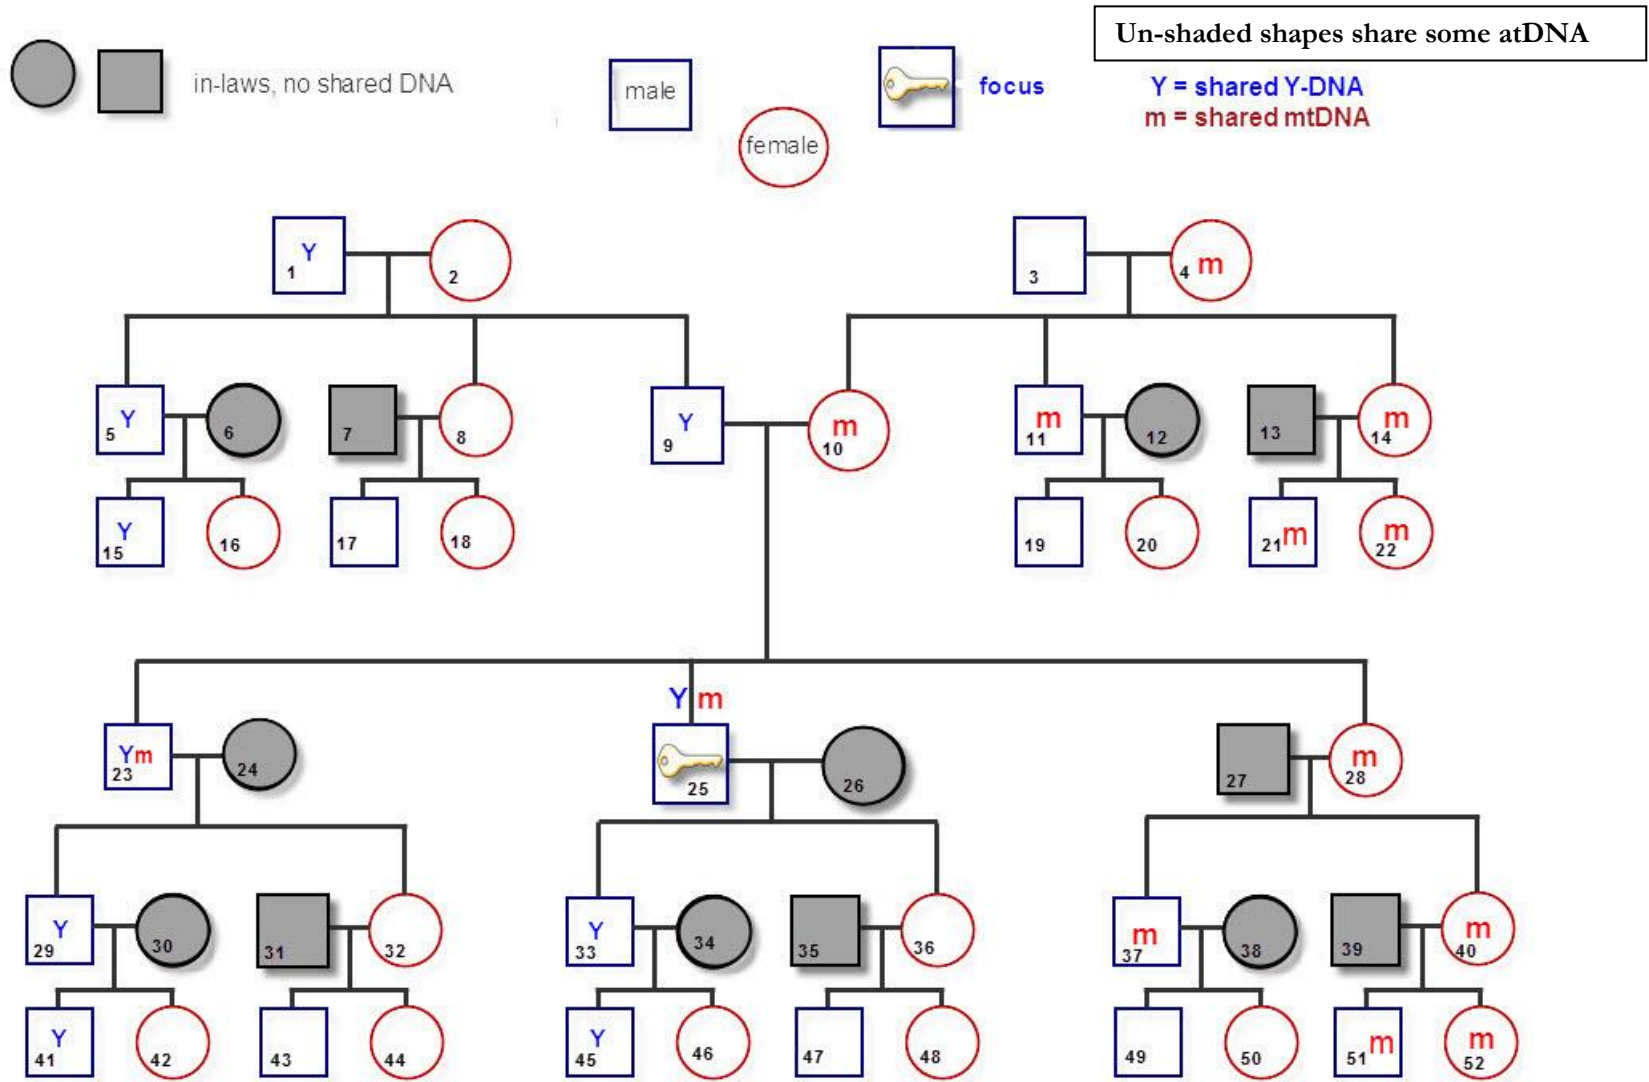 Un-shaded shapes share some atDNA
in-laws, no shared DNA
male
female
focus
Y = shared Y-DNA
m = shared mtDNA
Y 1
2
3
4 m
Y 5
6
7
8
Y 9
m 10
m 11
12
13
m 14
Y 15
16
17
18
19
20
21 m
m 22
Y m
Ym 23
24
25
26
27
m 28
Y 29
30
31
32
Y 33
34
35
36
m 37
38
39
m 40
Y 41
42
43
44
Y 45
46
47
48
49
50
51 m
m 52